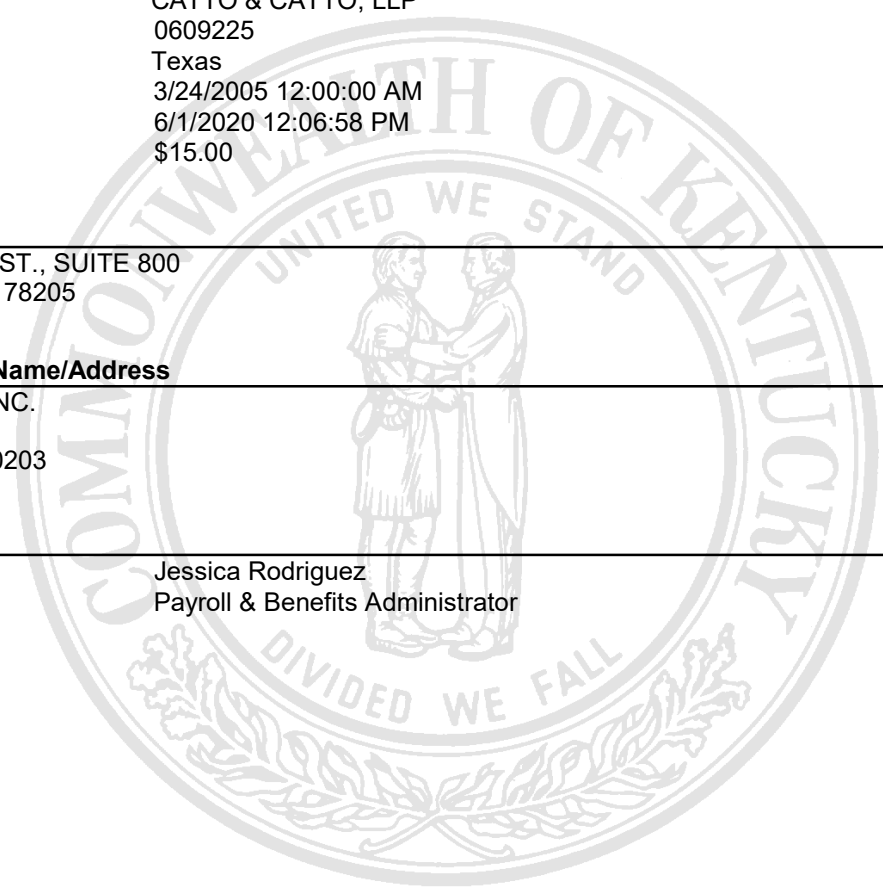 CATTO & CATTO, LLP
0609225
Texas
3/24/2005 12:00:00 AM
6/1/2020 12:06:58 PM
$15.00
ST., SUITE 800
78205
Name/Address
NC.
0203
Jessica Rodriguez
Payroll & Benefits Administrator
COMMONWEALTH OF KENTUCKY
UNITED WE STAND
DIVIDED WE FALL